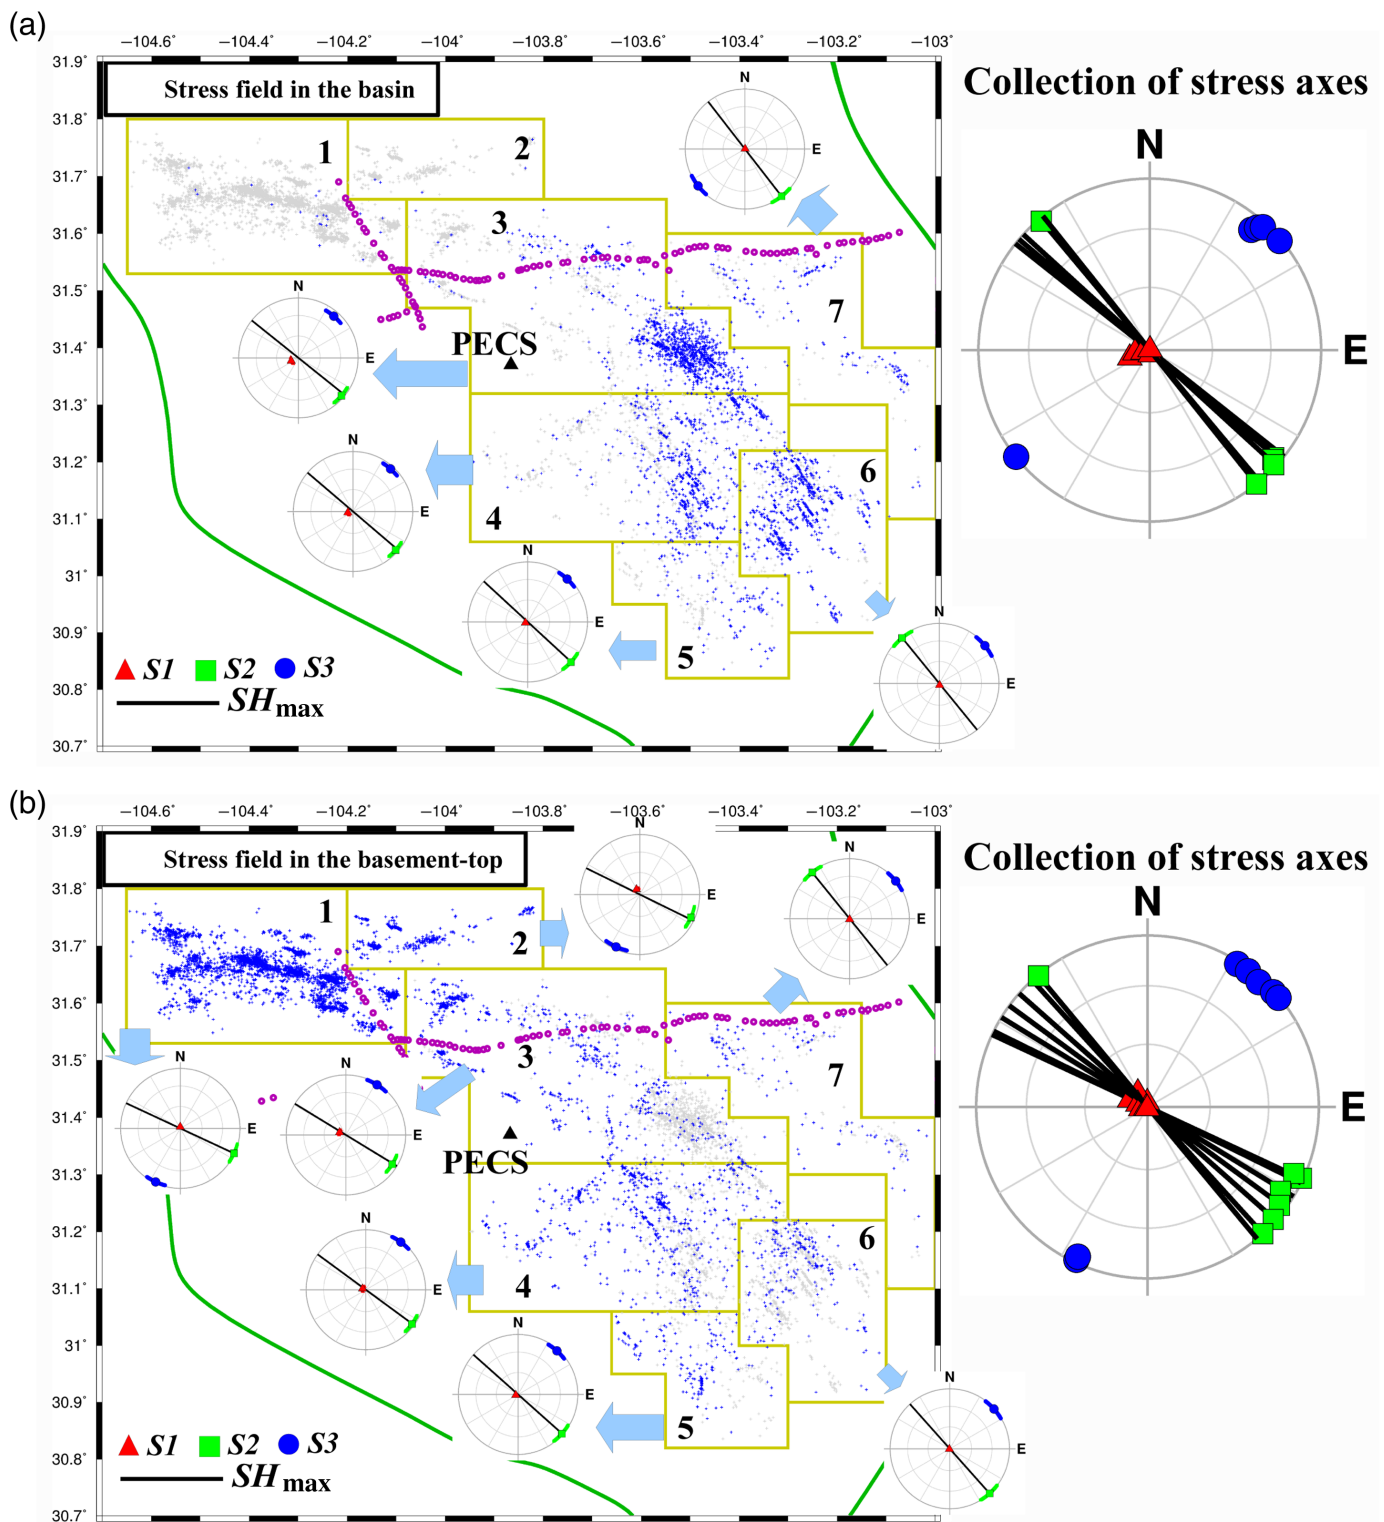 (a)
−104.6° −104.4° −104.2° −104° −103.8° −103.6° −103.4° −103.2° −103°
31.9°
31.8°
31.7°
31.6°
31.5°
31.4°
31.3°
31.2°
31.1°
31°
30.9°
30.8°
30.7°
Stress field in the basin
1
2
3
4
5
6
7
PECS
N
E
N
E
N
E
N
E
N
E
S1 S2 S3
SHmax
Collection of stress axes
N
E
(b)
−104.6° −104.4° −104.2° −104° −103.8° −103.6° −103.4° −103.2° −103°
31.9°
31.8°
31.7°
31.6°
31.5°
31.4°
31.3°
31.2°
31.1°
31°
30.9°
30.8°
30.7°
Stress field in the basement-top
1
2
3
4
5
6
7
PECS
N
E
N
E
N
E
N
E
N
E
N
E
N
E
S1 S2 S3
SHmax
Collection of stress axes
N
E